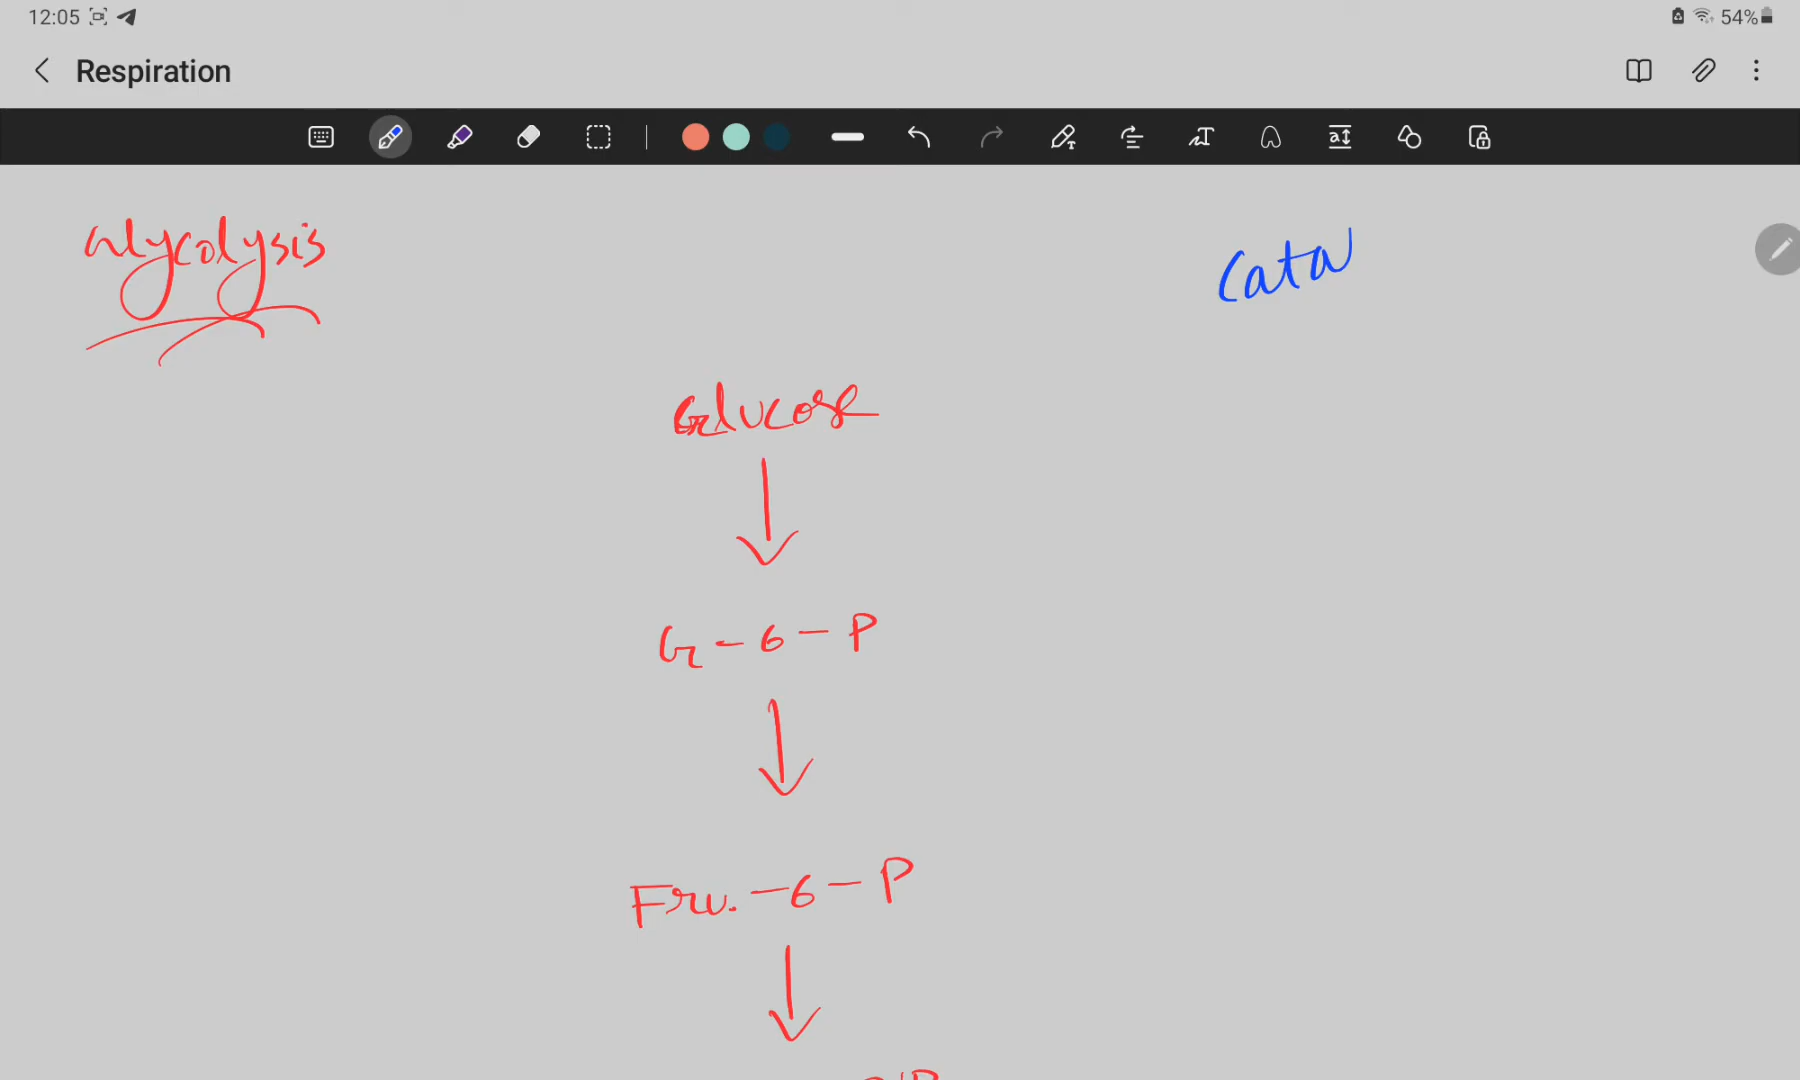 12:05 54%
Respiration
Glycolysis
Cata
Glucose
G - 6 - P
Fru. - 6 - P